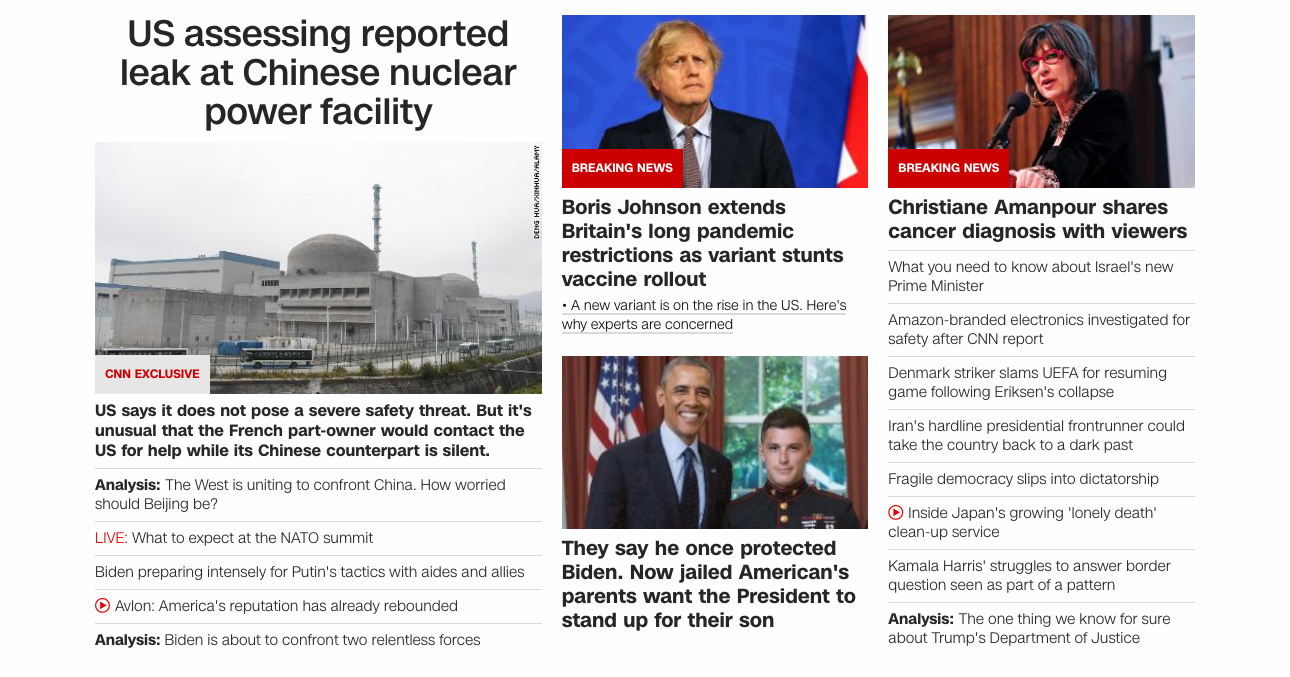 US assessing reported
leak at Chinese nuclear
power facility
DENG HUA/XINHUA/ALAMY
CNN EXCLUSIVE
US says it does not pose a severe safety threat. But it's
unusual that the French part-owner would contact the
US for help while its Chinese counterpart is silent.
Analysis: The West is uniting to confront China. How worried
should Beijing be?
LIVE: What to expect at the NATO summit
Biden preparing intensely for Putin's tactics with aides and allies
Avlon: America's reputation has already rebounded
Analysis: Biden is about to confront two relentless forces
BREAKING NEWS
Boris Johnson extends
Britain's long pandemic
restrictions as variant stunts
vaccine rollout
• A new variant is on the rise in the US. Here's
why experts are concerned
They say he once protected
Biden. Now jailed American's
parents want the President to
stand up for their son
BREAKING NEWS
Christiane Amanpour shares
cancer diagnosis with viewers
What you need to know about Israel's new
Prime Minister
Amazon-branded electronics investigated for
safety after CNN report
Denmark striker slams UEFA for resuming
game following Eriksen's collapse
Iran's hardline presidential frontrunner could
take the country back to a dark past
Fragile democracy slips into dictatorship
Inside Japan's growing 'lonely death'
clean-up service
Kamala Harris' struggles to answer border
question seen as part of a pattern
Analysis: The one thing we know for sure
about Trump's Department of Justice